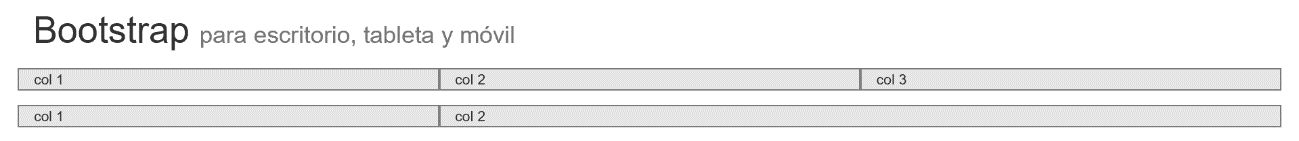 Bootstrap para escritorio, tableta y móvil
col 1 col 2 col 3
col 1 col 2